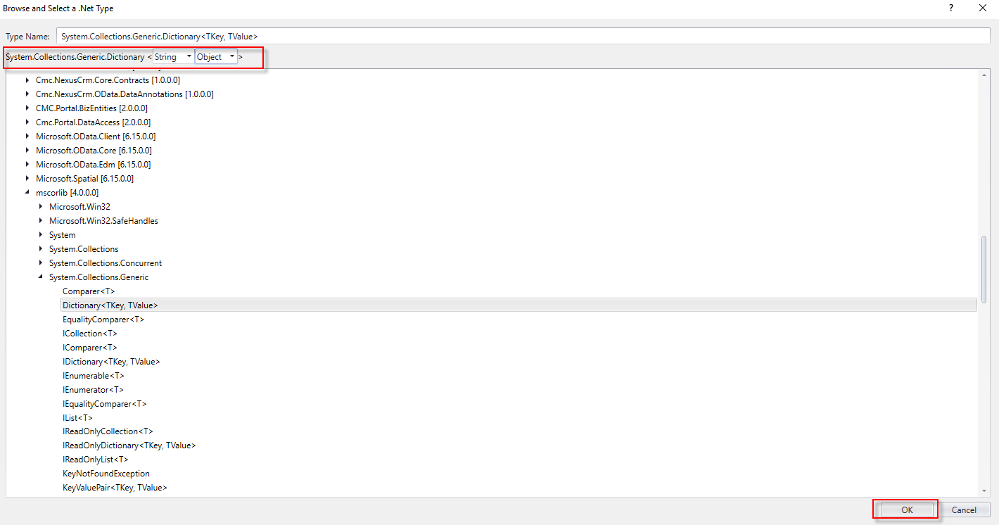 Browse and Select a .Net Type ?
Type Name: System.Collections.Generic.Dictionary<TKey, TValue>
System.Collections.Generic.Dictionary < String Object >
Cmc.NexusCrm.Core.Contracts [1.0.0.0]
Cmc.NexusCrm.OData.DataAnnotations [1.0.0.0]
CMC.Portal.BizEntities [2.0.0.0]
Cmc.Portal.DataAccess [2.0.0.0]
Microsoft.OData.Client [6.15.0.0]
Microsoft.OData.Core [6.15.0.0]
Microsoft.OData.Edm [6.15.0.0]
Microsoft.Spatial [6.15.0.0]
mscorlib [4.0.0.0]
Microsoft.Win32
Microsoft.Win32.SafeHandles
System
System.Collections
System.Collections.Concurrent
System.Collections.Generic
Comparer<T>
Dictionary<TKey, TValue>
EqualityComparer<T>
ICollection<T>
IComparer<T>
IDictionary<TKey, TValue>
IEnumerable<T>
IEnumerator<T>
IEqualityComparer<T>
IList<T>
IReadOnlyCollection<T>
IReadOnlyDictionary<TKey, TValue>
IReadOnlyList<T>
KeyNotFoundException
KeyValuePair<TKey, TValue>
OK Cancel